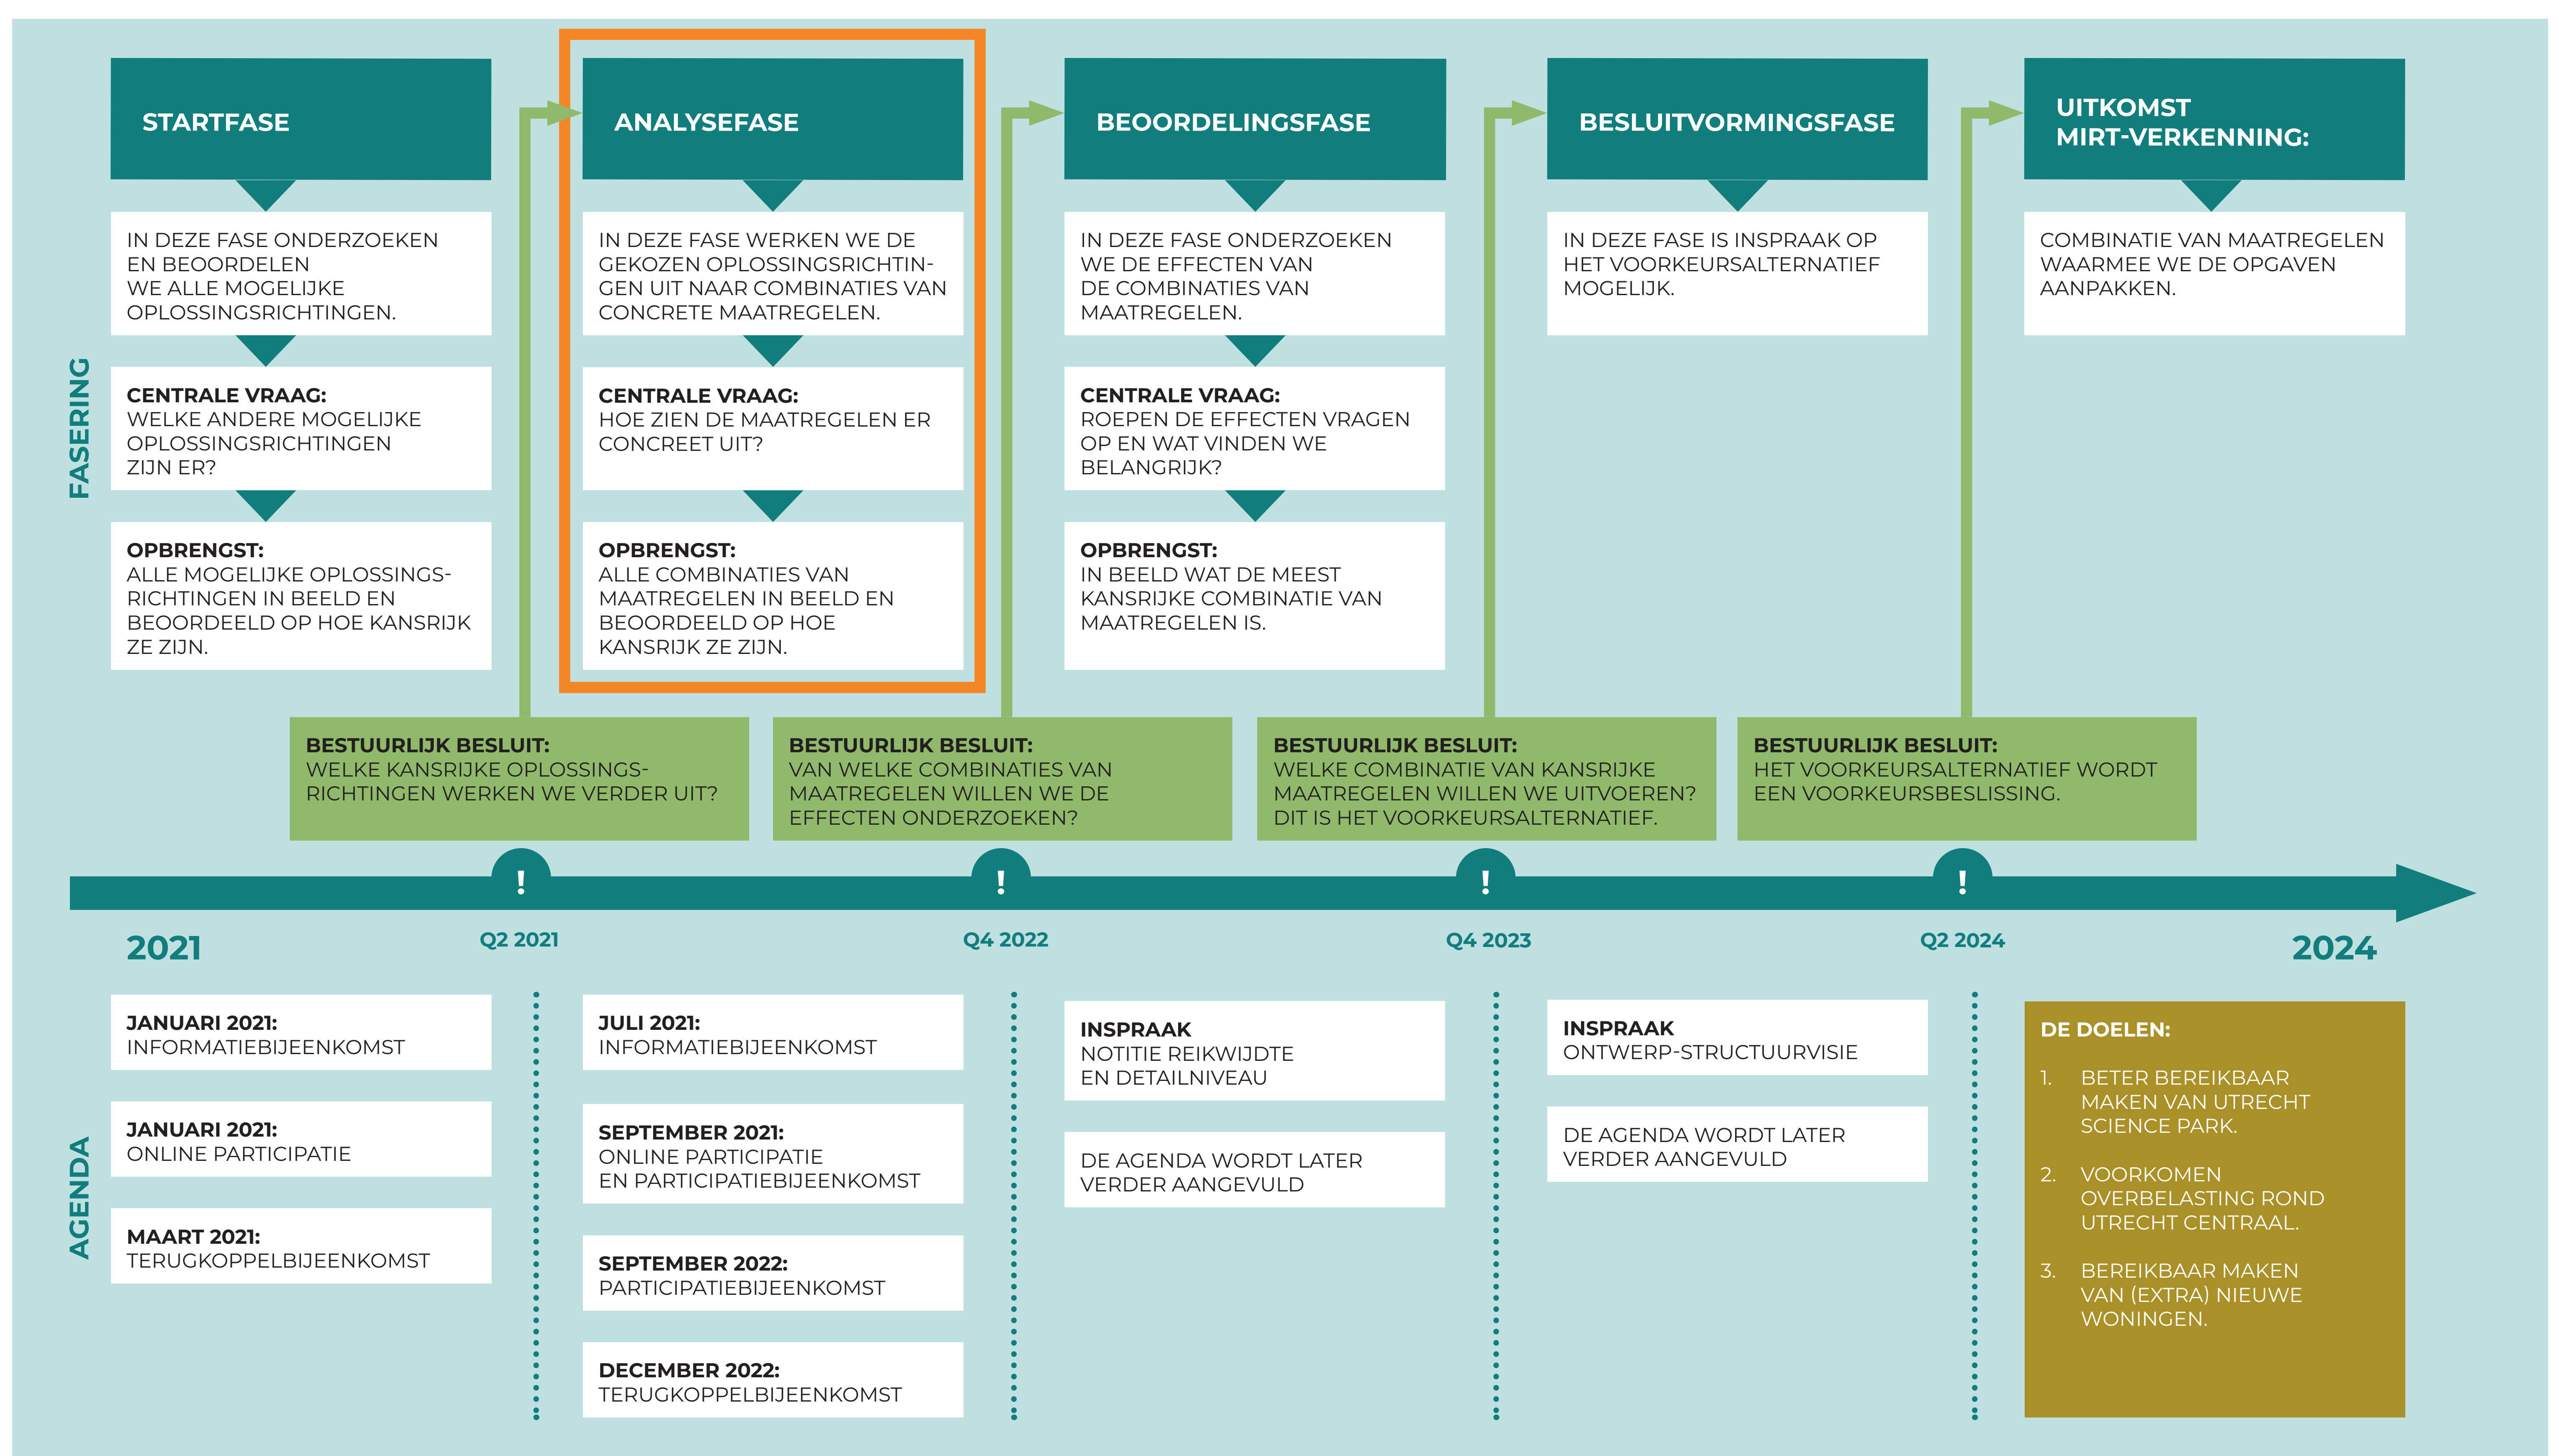 FASERING
STARTFASE
IN DEZE FASE ONDERZOEKEN
EN BEOORDELEN
WE ALLE MOGELIJKE
OPLOSSINGSRICHTINGEN.
CENTRALE VRAAG:
WELKE ANDERE MOGELIJKE
OPLOSSINGSRICHTINGEN
ZIJN ER?
OPBRENGST:
ALLE MOGELIJKE OPLOSSINGS-
RICHTINGEN IN BEELD EN
BEOORDEELD OP HOE KANSRIJK
ZE ZIJN.
ANALYSEFASE
IN DEZE FASE WERKEN WE DE
GEKOZEN OPLOSSINGSRICHTIN-
GEN UIT NAAR COMBINATIES VAN
CONCRETE MAATREGELEN.
CENTRALE VRAAG:
HOE ZIEN DE MAATREGELEN ER
CONCREET UIT?
OPBRENGST:
ALLE COMBINATIES VAN
MAATREGELEN IN BEELD EN
BEOORDEELD OP HOE
KANSRIJK ZE ZIJN.
BEOORDELINGSFASE
IN DEZE FASE ONDERZOEKEN
WE DE EFFECTEN VAN
DE COMBINATIES VAN
MAATREGELEN.
CENTRALE VRAAG:
ROEPEN DE EFFECTEN VRAGEN
OP EN WAT VINDEN WE
BELANGRIJK?
OPBRENGST:
IN BEELD WAT DE MEEST
KANSRIJKE COMBINATIE VAN
MAATREGELEN IS.
BESLUITVORMINGSFASE
IN DEZE FASE IS INSPRAAK OP
HET VOORKEURSALTERNATIEF
MOGELIJK.
UITKOMST
MIRT-VERKENNING:
COMBINATIE VAN MAATREGELEN
WAARMEE WE DE OPGAVEN
AANPAKKEN.
BESTUURLIJK BESLUIT:
WELKE KANSRIJKE OPLOSSINGS-
RICHTINGEN WERKEN WE VERDER UIT?
BESTUURLIJK BESLUIT:
VAN WELKE COMBINATIES VAN
MAATREGELEN WILLEN WE DE
EFFECTEN ONDERZOEKEN?
BESTUURLIJK BESLUIT:
WELKE COMBINATIE VAN KANSRIJKE
MAATREGELEN WILLEN WE UITVOEREN?
DIT IS HET VOORKEURSALTERNATIEF.
BESTUURLIJK BESLUIT:
HET VOORKEURSALTERNATIEF WORDT
EEN VOORKEURSBESLISSING.
!
!
!
!
2021
Q2 2021
Q4 2022
Q4 2023
Q2 2024
2024
AGENDA
JANUARI 2021:
INFORMATIEBIJEENKOMST
JANUARI 2021:
ONLINE PARTICIPATIE
MAART 2021:
TERUGKOPPELBIJEENKOMST
JULI 2021:
INFORMATIEBIJEENKOMST
SEPTEMBER 2021:
ONLINE PARTICIPATIE
EN PARTICIPATIEBIJEENKOMST
SEPTEMBER 2022:
PARTICIPATIEBIJEENKOMST
DECEMBER 2022:
TERUGKOPPELBIJEENKOMST
INSPRAAK
NOTITIE REIKWIJDTE
EN DETAILNIVEAU
DE AGENDA WORDT LATER
VERDER AANGEVULD
INSPRAAK
ONTWERP-STRUCTUURVISIE
DE AGENDA WORDT LATER
VERDER AANGEVULD
DE DOELEN:
1. BETER BEREIKBAAR
MAKEN VAN UTRECHT
SCIENCE PARK.
2. VOORKOMEN
OVERBELASTING ROND
UTRECHT CENTRAAL.
3. BEREIKBAAR MAKEN
VAN (EXTRA) NIEUWE
WONINGEN.